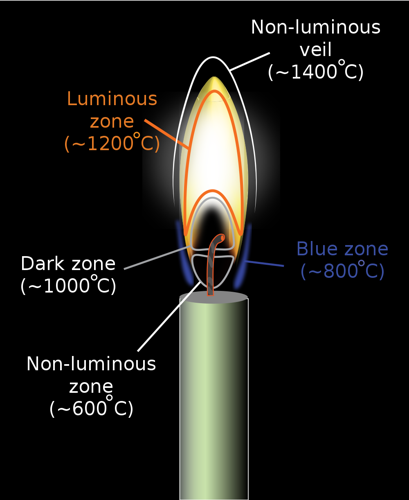 Non-luminous
veil
(~1400°C)
Luminous
zone
(~1200°C)
Blue zone
(~800°C)
Dark zone
(~1000°C)
Non-luminous
zone
(~600°C)